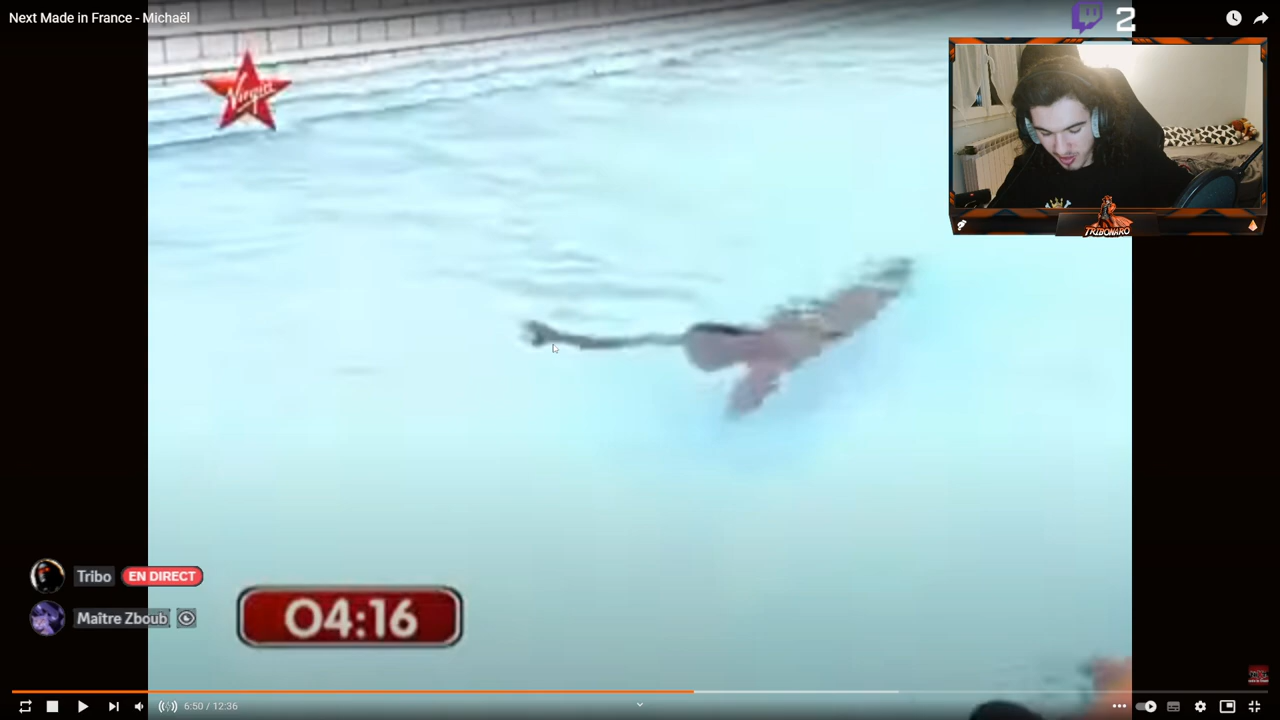 Next Made in France - Michaël
2
Virgin
TRIBONARO
Tribo EN DIRECT
Maître Zboub
04:16
6:50 / 12:36